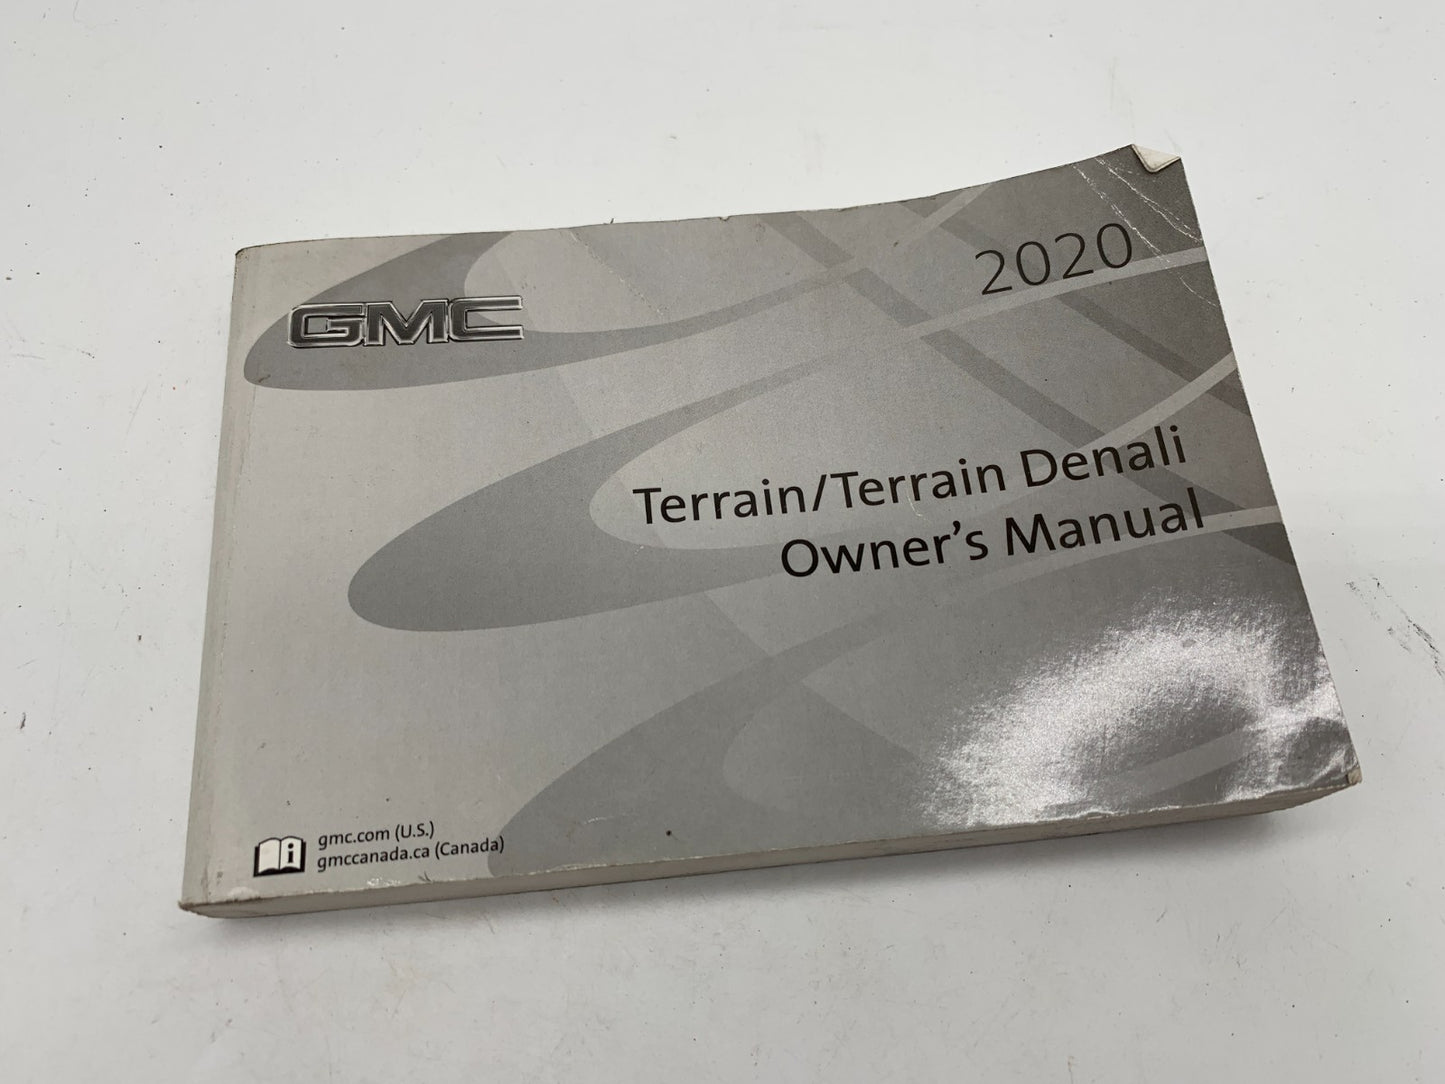 GMC
2020
Terrain/Terrain Denali
Owner's Manual
gmc.com (U.S.)
gmccanada.ca (Canada)